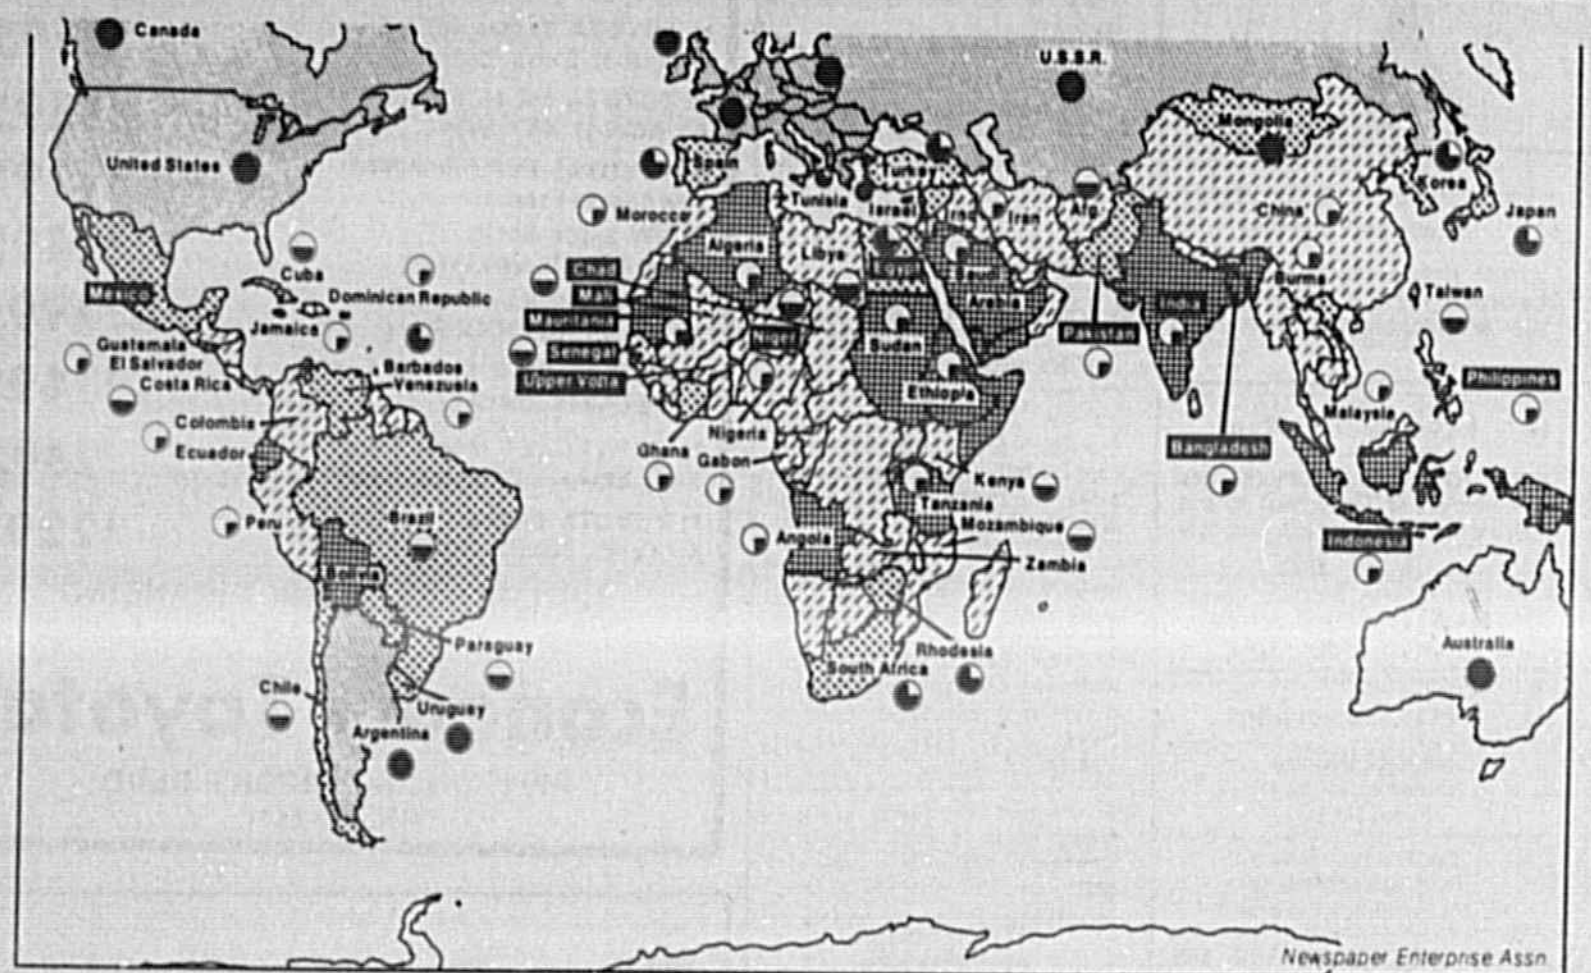 Canada
United States
Mexico
Cuba
Dominican Republic
Jamaica
Guatemala
El Salvador
Costa Rica
Barbados
Venezuela
Colombia
Ecuador
Peru
Brazil
Bolivia
Paraguay
Chile
Uruguay
Argentina
U.S.S.R.
Spain
Turkey
Morocco
Tunisia
Israel
Iraq
Iran
Afg.
Algeria
Libya
Egypt
Saudi
Arabia
Chad
Mali
Mauritania
Senegal
Upper Volta
Niger
Sudan
Ethiopia
Nigeria
Ghana
Gabon
Kenya
Tanzania
Mozambique
Angola
Zambia
Rhodesia
South Africa
Mongolia
Korea
Japan
China
Burma
Taiwan
India
Pakistan
Bangladesh
Philippines
Malaysia
Indonesia
Australia
Newspaper Enterprise Assn.